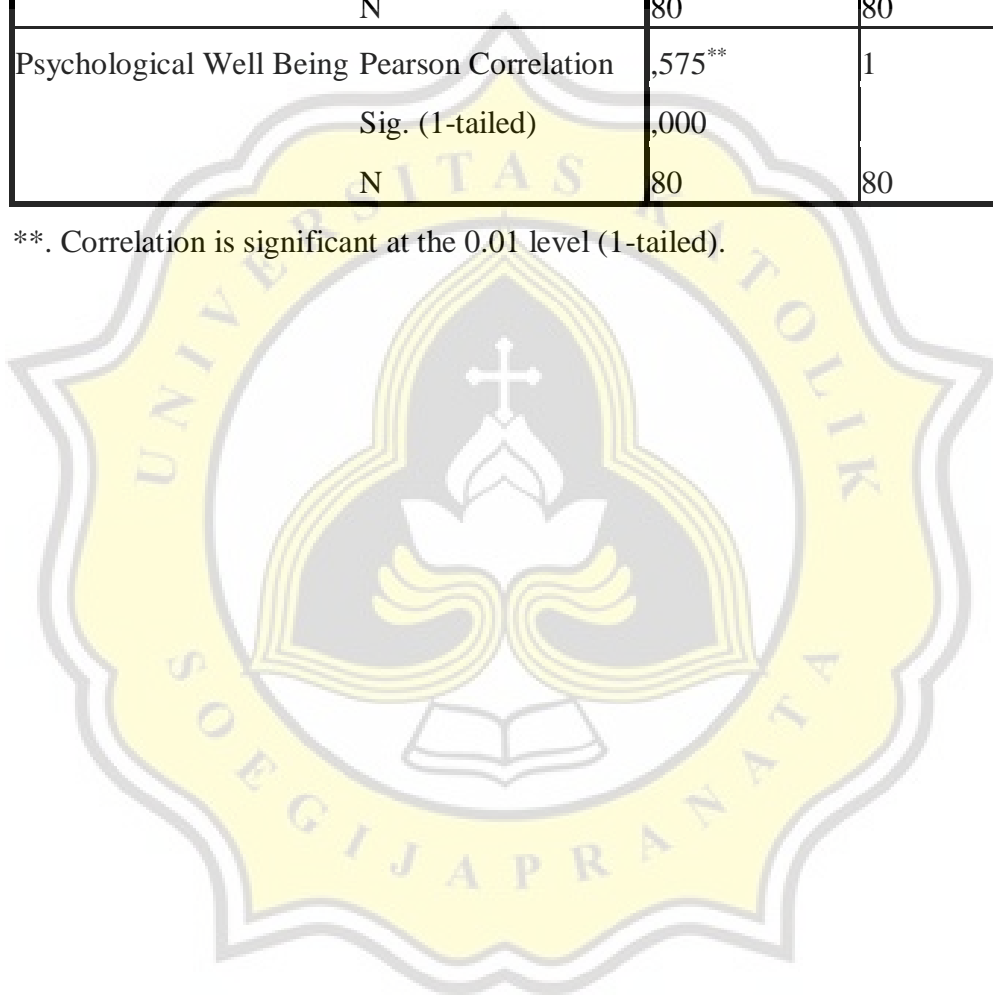 N 80 80
Psychological Well Being Pearson Correlation ,575** 1
Sig. (1-tailed) ,000
N 80 80
**. Correlation is significant at the 0.01 level (1-tailed).
UNIVERSITAS KATOLIK
SOEGIJAPRANATA